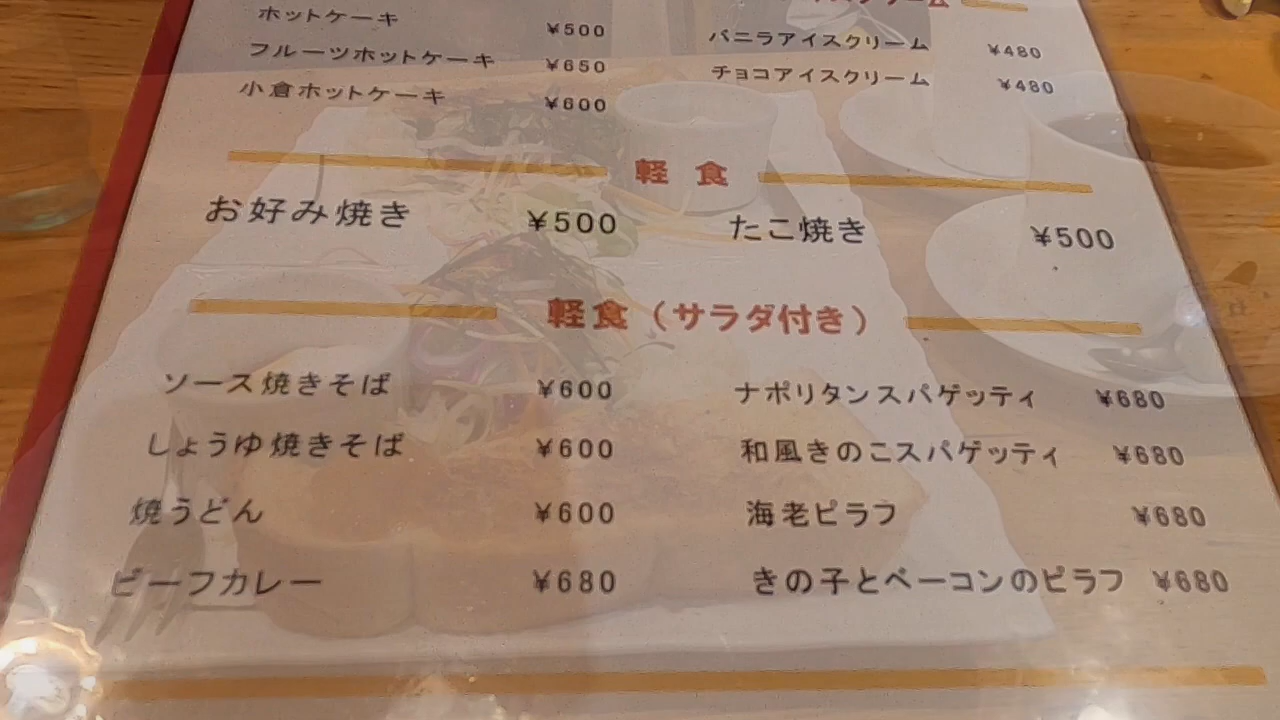 ホットケーキ ¥500
フルーツホットケーキ ¥650
小倉ホットケーキ ¥600
バニラアイスクリーム ¥480
チョコアイスクリーム ¥480
軽食
お好み焼き ¥500
たこ焼き ¥500
軽食（サラダ付き）
ソース焼きそば ¥600
しょうゆ焼きそば ¥600
焼うどん ¥600
ビーフカレー ¥680
ナポリタンスパゲッティ ¥680
和風きのこスパゲッティ ¥680
海老ピラフ ¥680
きの子とベーコンのピラフ ¥680